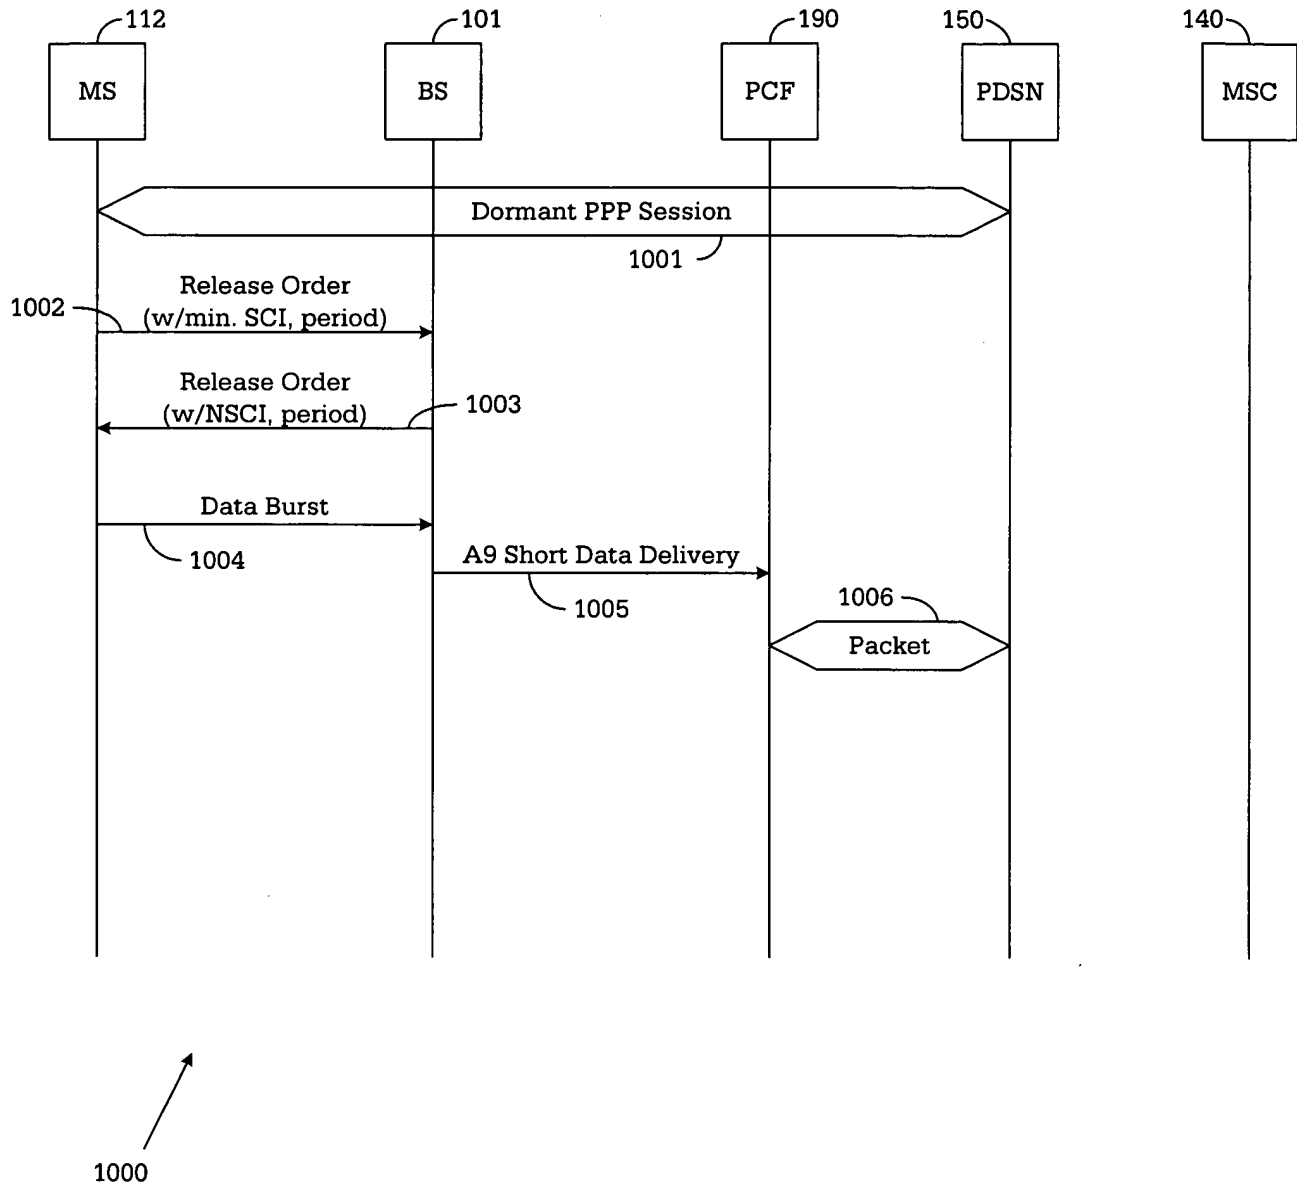 112
101
190
150
140
MS
BS
PCF
PDSN
MSC
Dormant PPP Session
1001
Release Order
1002
(w/min. SCI, period)
Release Order
1003
(w/NSCI, period)
Data Burst
1004
A9 Short Data Delivery
1005
1006
Packet
1000